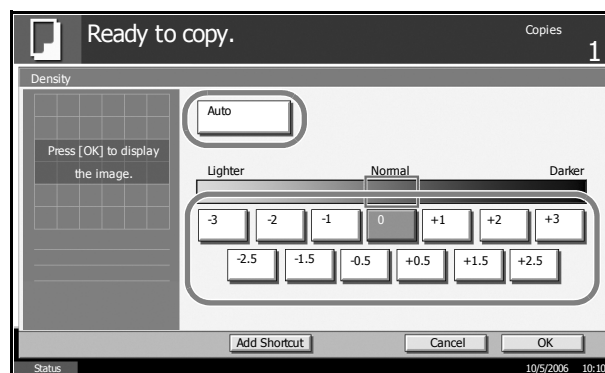 Ready to copy.
Copies
1
Density
Auto
Press [OK] to display
the image.
Lighter Normal Darker
-3 -2 -1 0 +1 +2 +3
-2.5 -1.5 -0.5 +0.5 +1.5 +2.5
Add Shortcut Cancel OK
Status 10/5/2006 10:10